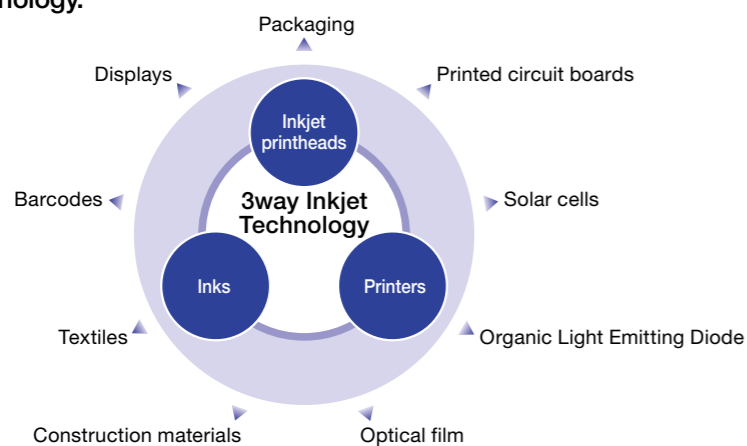 Packaging
Displays
Printed circuit boards
Inkjet
printheads
Barcodes
3way Inkjet
Technology
Solar cells
Inks
Printers
Textiles
Organic Light Emitting Diode
Construction materials
Optical film